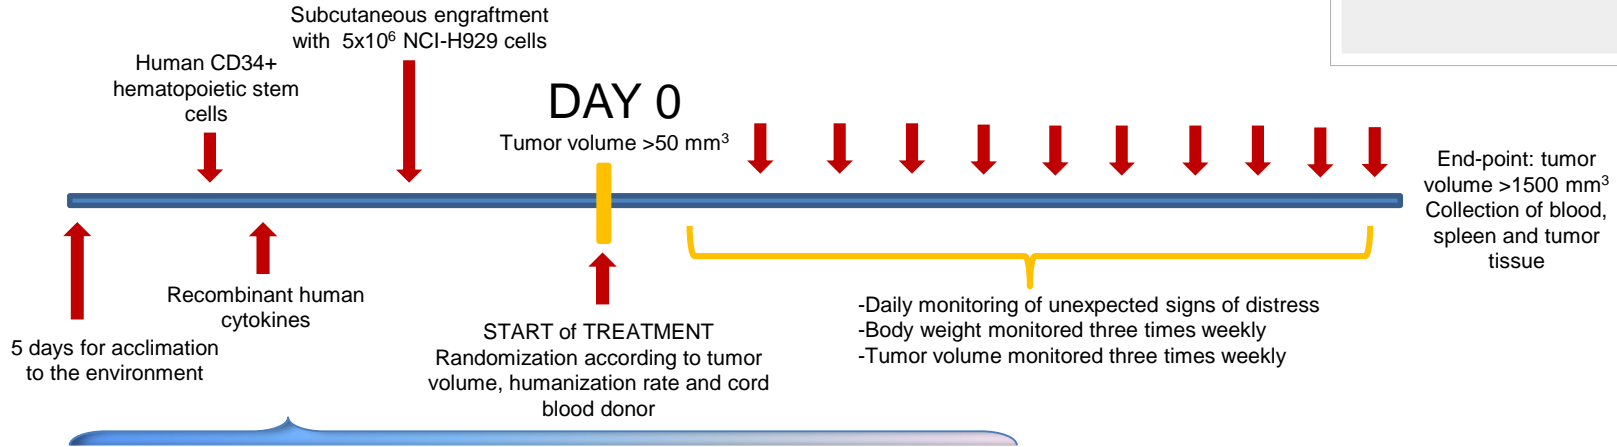 Subcutaneous engraftment
with 5x10⁶ NCI-H929 cells
Human CD34+
hematopoietic stem
cells
DAY 0
Tumor volume >50 mm³
End-point: tumor
volume >1500 mm³
Collection of blood,
spleen and tumor
tissue
5 days for acclimation
to the environment
Recombinant human
cytokines
START of TREATMENT
Randomization according to tumor
volume, humanization rate and cord
blood donor
-Daily monitoring of unexpected signs of distress
-Body weight monitored three times weekly
-Tumor volume monitored three times weekly